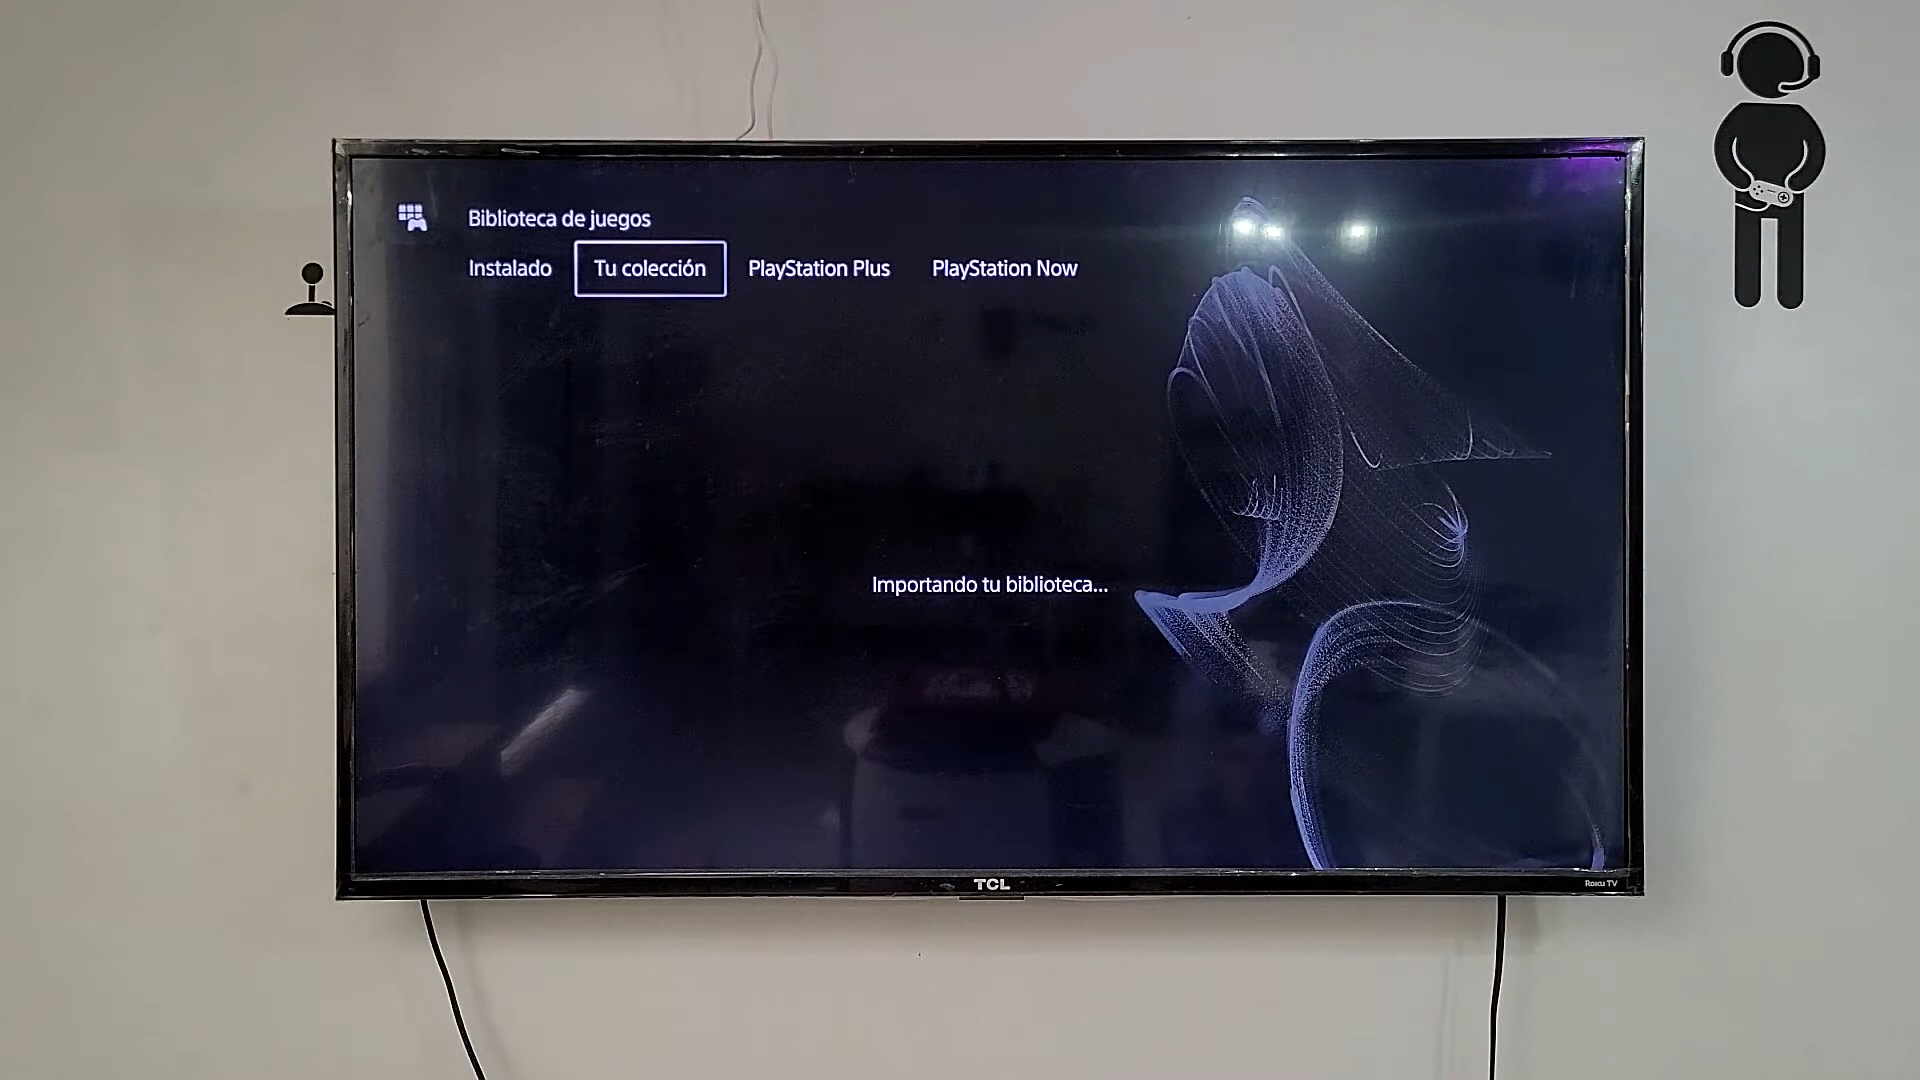 Biblioteca de juegos
Instalado Tu colección PlayStation Plus PlayStation Now
Importando tu biblioteca...
TCL
Roku TV